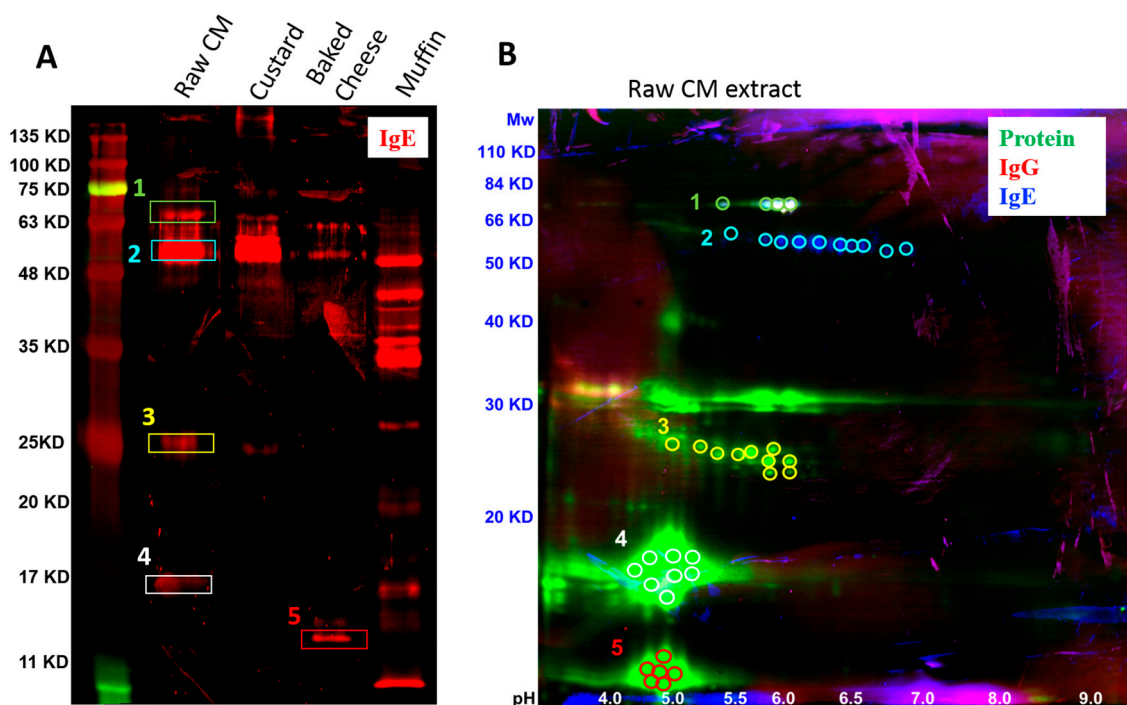 A
Raw CM
Custard
Baked
Cheese
Muffin
IgE
135 KD
100 KD
75 KD
63 KD
48 KD
35 KD
25KD
20 KD
17 KD
11 KD
1
2
3
4
5
B
Raw CM extract
Mw
110 KD
84 KD
66 KD
50 KD
40 KD
30 KD
20 KD
Protein
IgG
IgE
1
2
3
4
5
pH 4.0 5.0 5.5 6.0 6.5 7.0 8.0 9.0